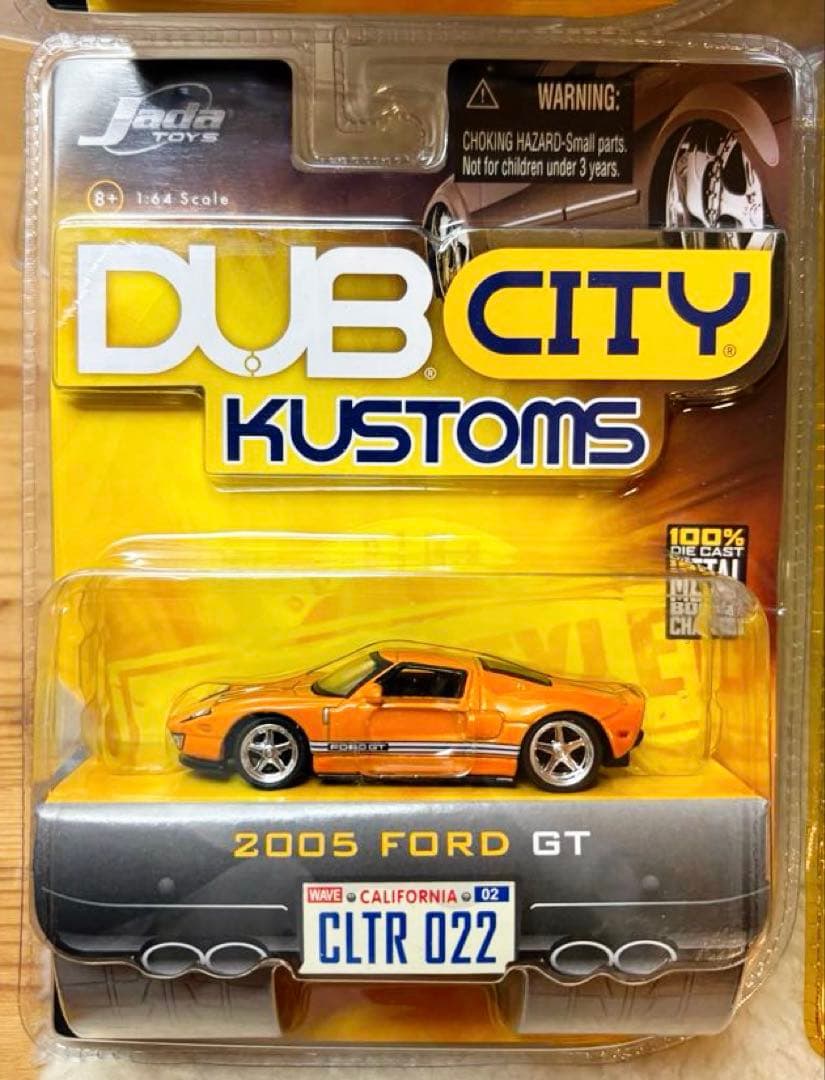 Jada
TOYS
WARNING:
CHOKING HAZARD-Small parts.
Not for children under 3 years.
8+ 1:64 Scale
DUB® CITY®
KUSTOMS
100%
DIE CAST
METAL
FORD GT
2005 FORD GT
WAVE CALIFORNIA 02
CLTR 022